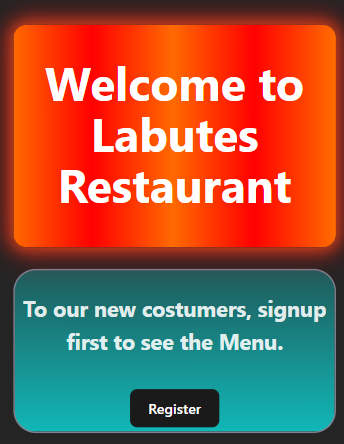 Welcome to
Labutes
Restaurant
To our new costumers, signup
first to see the Menu.
Register